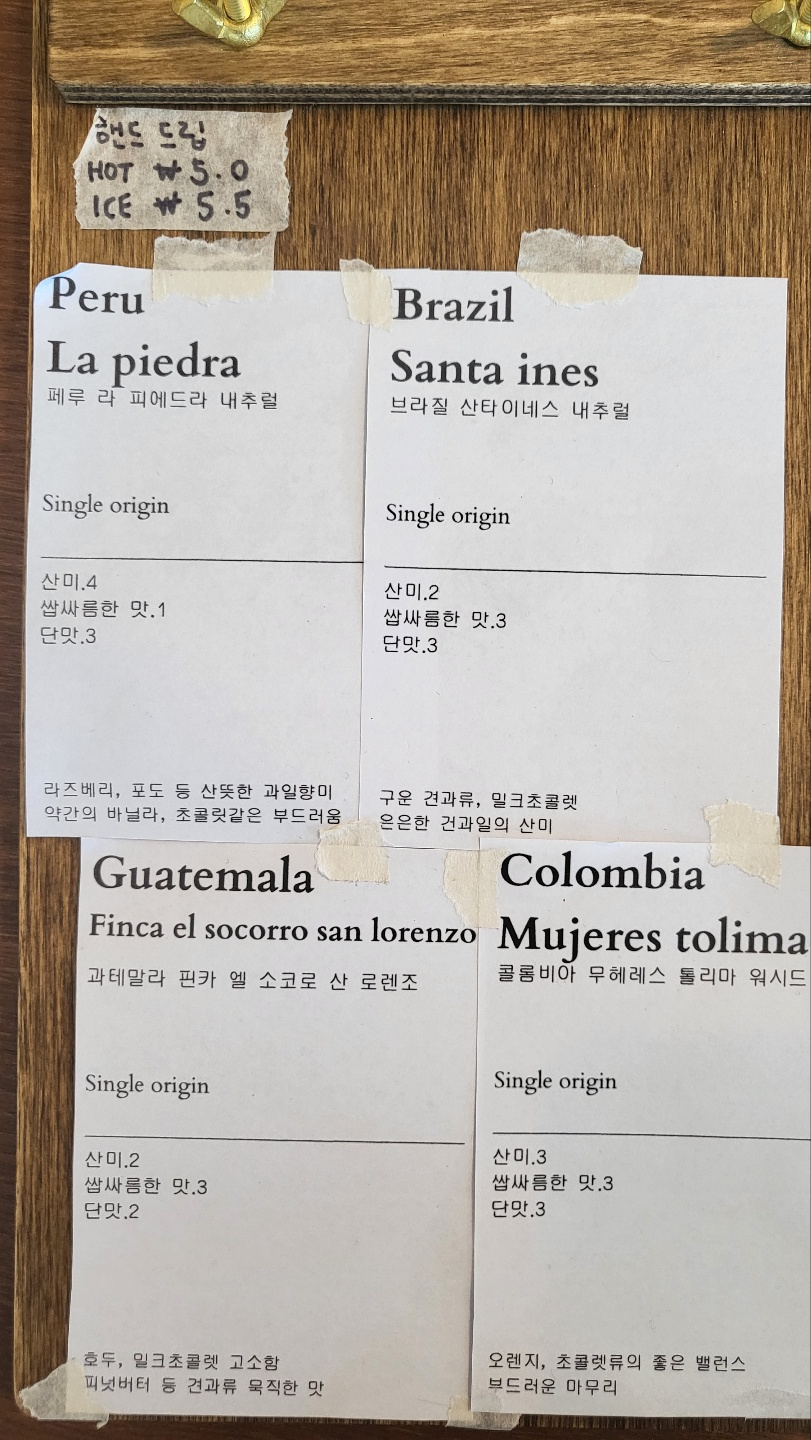 핸드 드립
HOT ₩5.0
ICE ₩5.5
Peru
La piedra
페루 라 피에드라 내추럴
Single origin
산미.4
쌉싸름한 맛.1
단맛.3
라즈베리, 포도 등 산뜻한 과일향미
약간의 바닐라, 초콜릿같은 부드러움
Brazil
Santa ines
브라질 산타이네스 내추럴
Single origin
산미.2
쌉싸름한 맛.3
단맛.3
구운 견과류, 밀크초콜렛
은은한 건과일의 산미
Guatemala
Finca el socorro san lorenzo
과테말라 핀카 엘 소코로 산 로렌조
Single origin
산미.2
쌉싸름한 맛.3
단맛.2
호두, 밀크초콜렛 고소함
피넛버터 등 견과류 묵직한 맛
Colombia
Mujeres tolima
콜롬비아 무헤레스 톨리마 워시드
Single origin
산미.3
쌉싸름한 맛.3
단맛.3
오렌지, 초콜렛류의 좋은 밸런스
부드러운 마무리